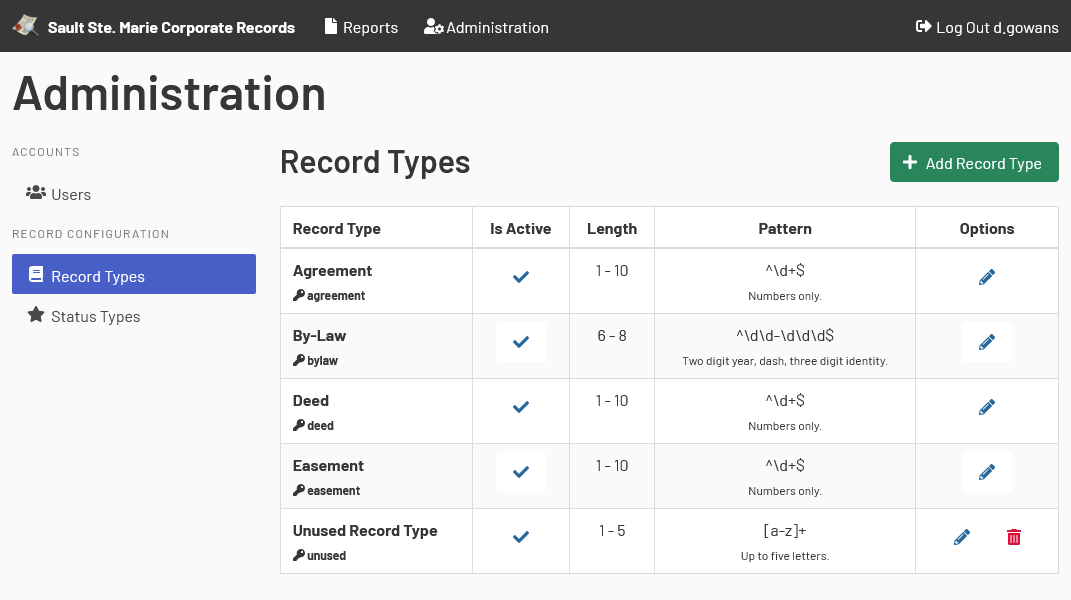 Sault Ste. Marie Corporate Records Reports Administration Log Out d.gowans
Administration
ACCOUNTS
Users
RECORD CONFIGURATION
Record Types
Status Types
Record Types
Add Record Type
Record Type Is Active Length Pattern Options
Agreement 1 - 10 ^\d+$
agreement Numbers only.
By-Law 6 - 8 ^\d\d-\d\d\d$
bylaw Two digit year, dash, three digit identity.
Deed 1 - 10 ^\d+$
deed Numbers only.
Easement 1 - 10 ^\d+$
easement Numbers only.
Unused Record Type 1 - 5 [a-z]+
unused Up to five letters.